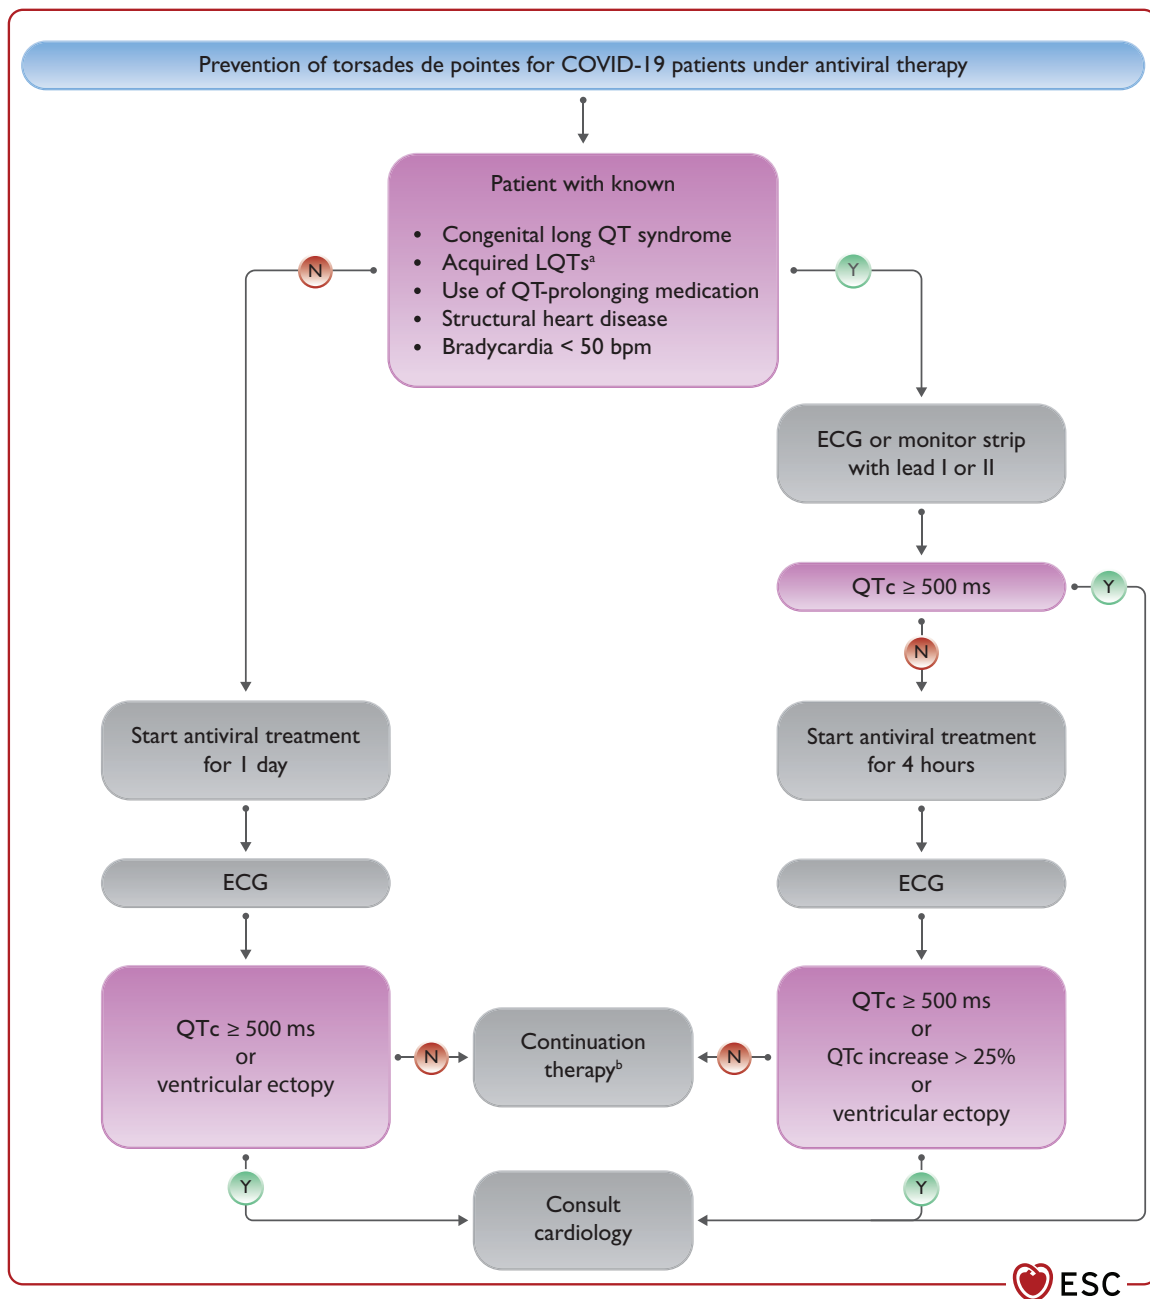 Prevention of torsades de pointes for COVID-19 patients under antiviral therapy
Patient with known
• Congenital long QT syndrome
• Acquired LQTsᵃ
• Use of QT-prolonging medication
• Structural heart disease
• Bradycardia < 50 bpm
N
Y
ECG or monitor strip
with lead I or II
QTc ≥ 500 ms
Y
N
Start antiviral treatment
for 1 day
Start antiviral treatment
for 4 hours
ECG
ECG
QTc ≥ 500 ms
or
ventricular ectopy
N
Continuation
therapyᵇ
N
QTc ≥ 500 ms
or
QTc increase > 25%
or
ventricular ectopy
Y
Y
Consult
cardiology
ESC